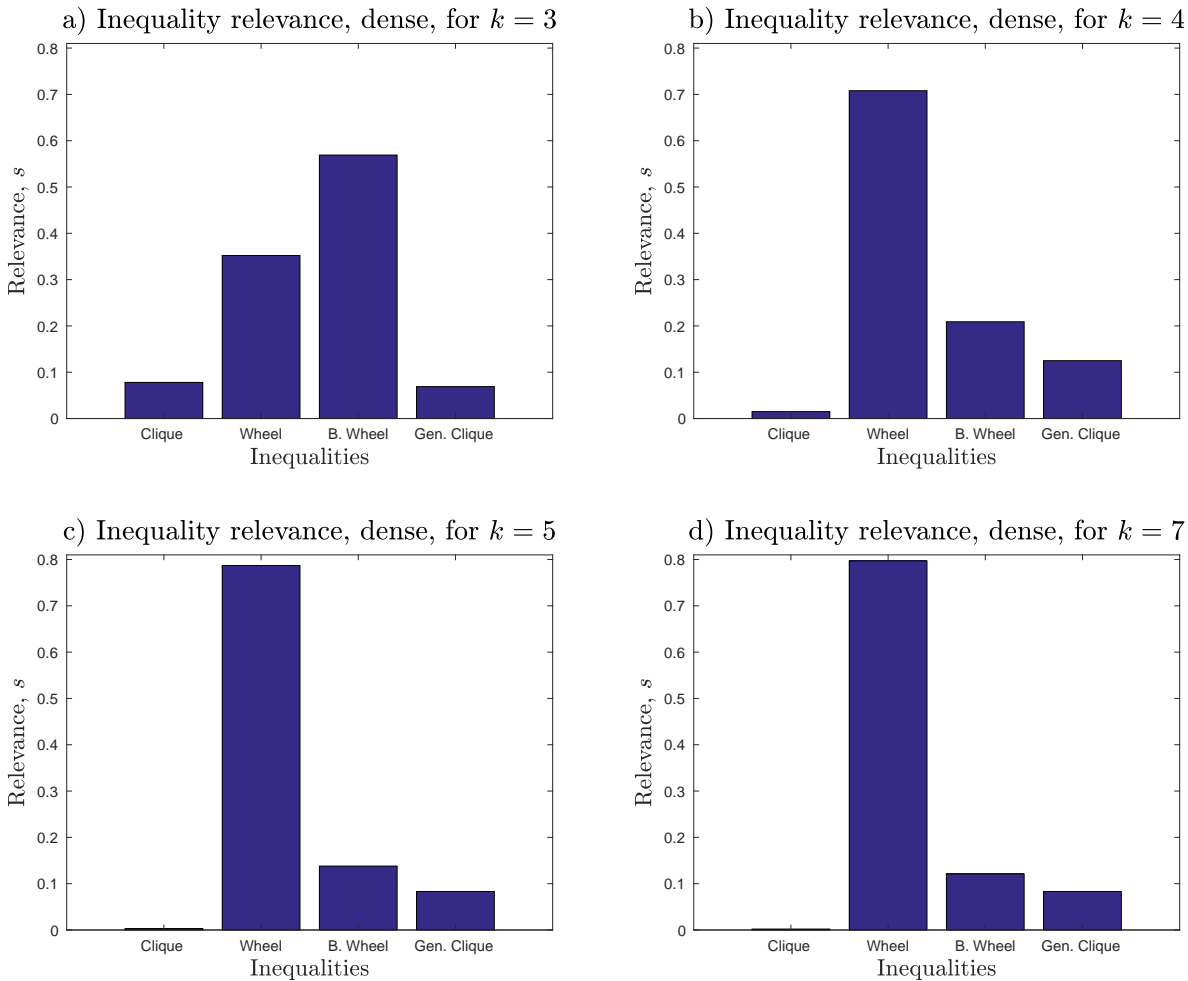 a) Inequality relevance, dense, for k = 3
0.8
0.7
0.6
0.5
0.4
0.3
0.2
0.1
0
Relevance, s
Clique Wheel B. Wheel Gen. Clique
Inequalities
b) Inequality relevance, dense, for k = 4
0.8
0.7
0.6
0.5
0.4
0.3
0.2
0.1
0
Relevance, s
Clique Wheel B. Wheel Gen. Clique
Inequalities
c) Inequality relevance, dense, for k = 5
0.8
0.7
0.6
0.5
0.4
0.3
0.2
0.1
0
Relevance, s
Clique Wheel B. Wheel Gen. Clique
Inequalities
d) Inequality relevance, dense, for k = 7
0.8
0.7
0.6
0.5
0.4
0.3
0.2
0.1
0
Relevance, s
Clique Wheel B. Wheel Gen. Clique
Inequalities